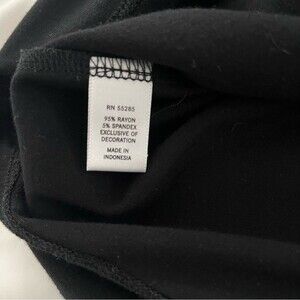 RN 55285
95% RAYON
5% SPANDEX
EXCLUSIVE OF
DECORATION
MADE IN
INDONESIA